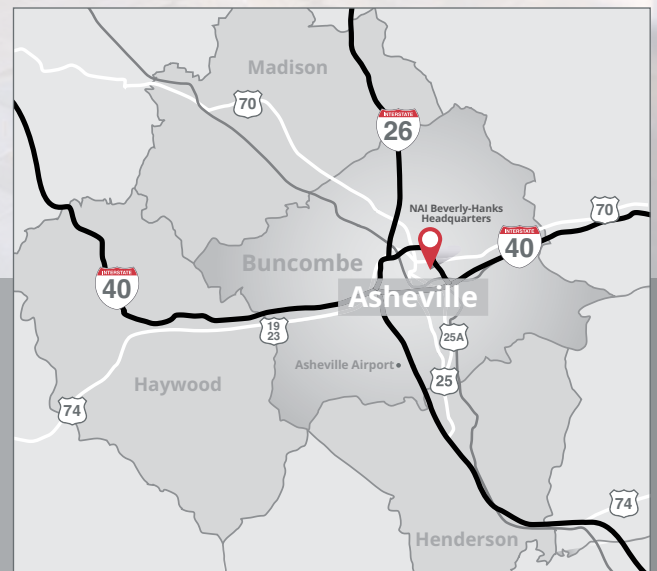 Madison
70
INTERSTATE
26
NAI Beverly-Hanks
Headquarters
70
INTERSTATE
40
Buncombe
INTERSTATE
40
Asheville
19
23
25A
Asheville Airport
25
Haywood
74
74
Henderson